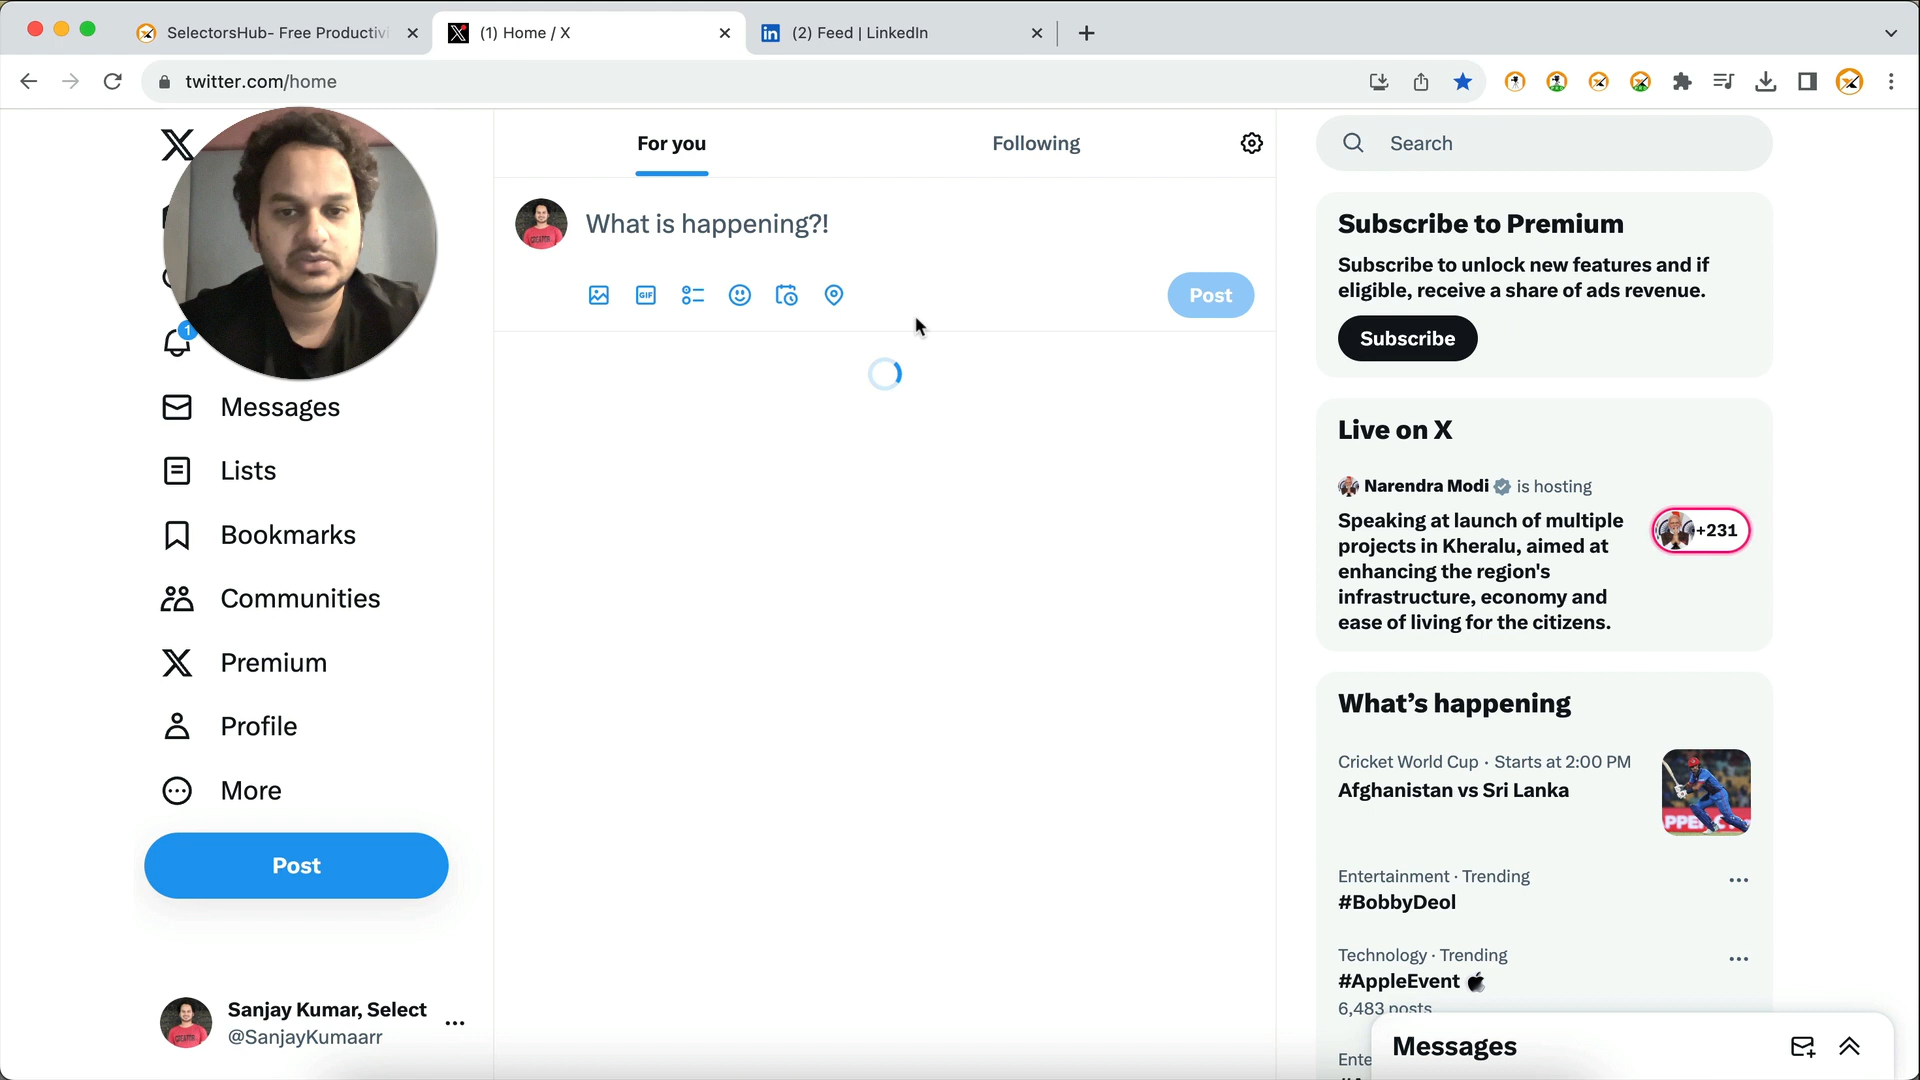 SelectorsHub- Free Productivi
(1) Home / X
(2) Feed | LinkedIn
twitter.com/home
For you
Following
Search
What is happening?!
GIF
Post
Subscribe to Premium
Subscribe to unlock new features and if
eligible, receive a share of ads revenue.
Subscribe
1
Messages
Lists
Bookmarks
Communities
Premium
Profile
More
Post
Sanjay Kumar, Select
@SanjayKumaarr
Live on X
Narendra Modi is hosting
Speaking at launch of multiple
projects in Kheralu, aimed at
enhancing the region's
infrastructure, economy and
ease of living for the citizens.
+231
What's happening
Cricket World Cup · Starts at 2:00 PM
Afghanistan vs Sri Lanka
Entertainment · Trending
#BobbyDeol
Technology · Trending
#AppleEvent
6,483 posts
Ente
Messages